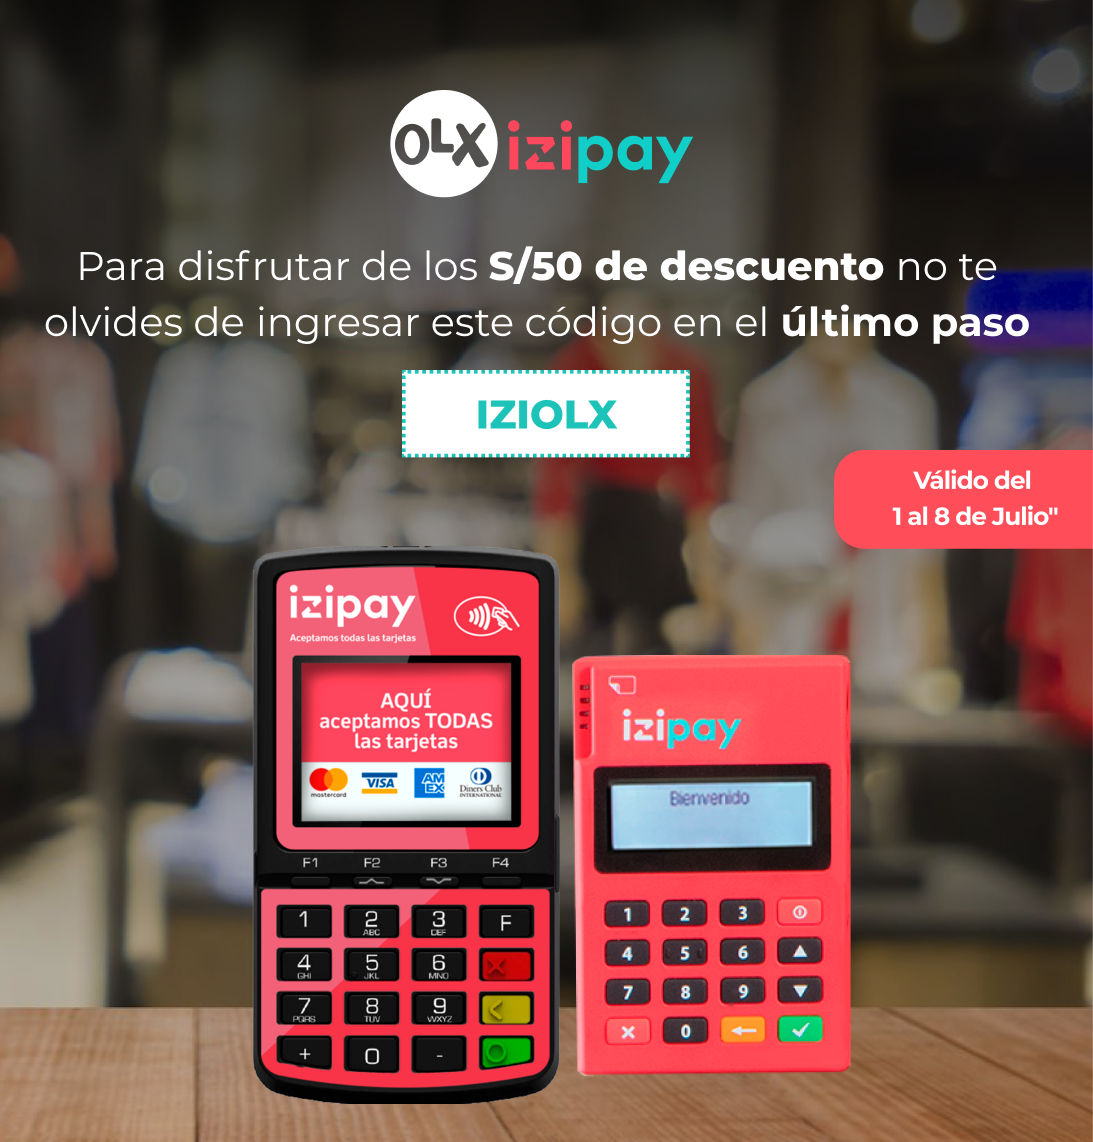 OLX izipay
Para disfrutar de los S/50 de descuento no te
olvides de ingresar este código en el último paso
IZIOLX
Válido del
1 al 8 de Julio"
izipay
Aceptamos todas las tarjetas
AQUÍ
aceptamos TODAS
las tarjetas
mastercard VISA AMEX Diners Club INTERNATIONAL
F1 F2 F3 F4
1 2 ABC 3 DEF F
4 GHI 5 JKL 6 MNO
7 PQRS 8 TUV 9 WXYZ
+ 0 -
izipay
Bienvenido
1 2 3
4 5 6
7 8 9
0